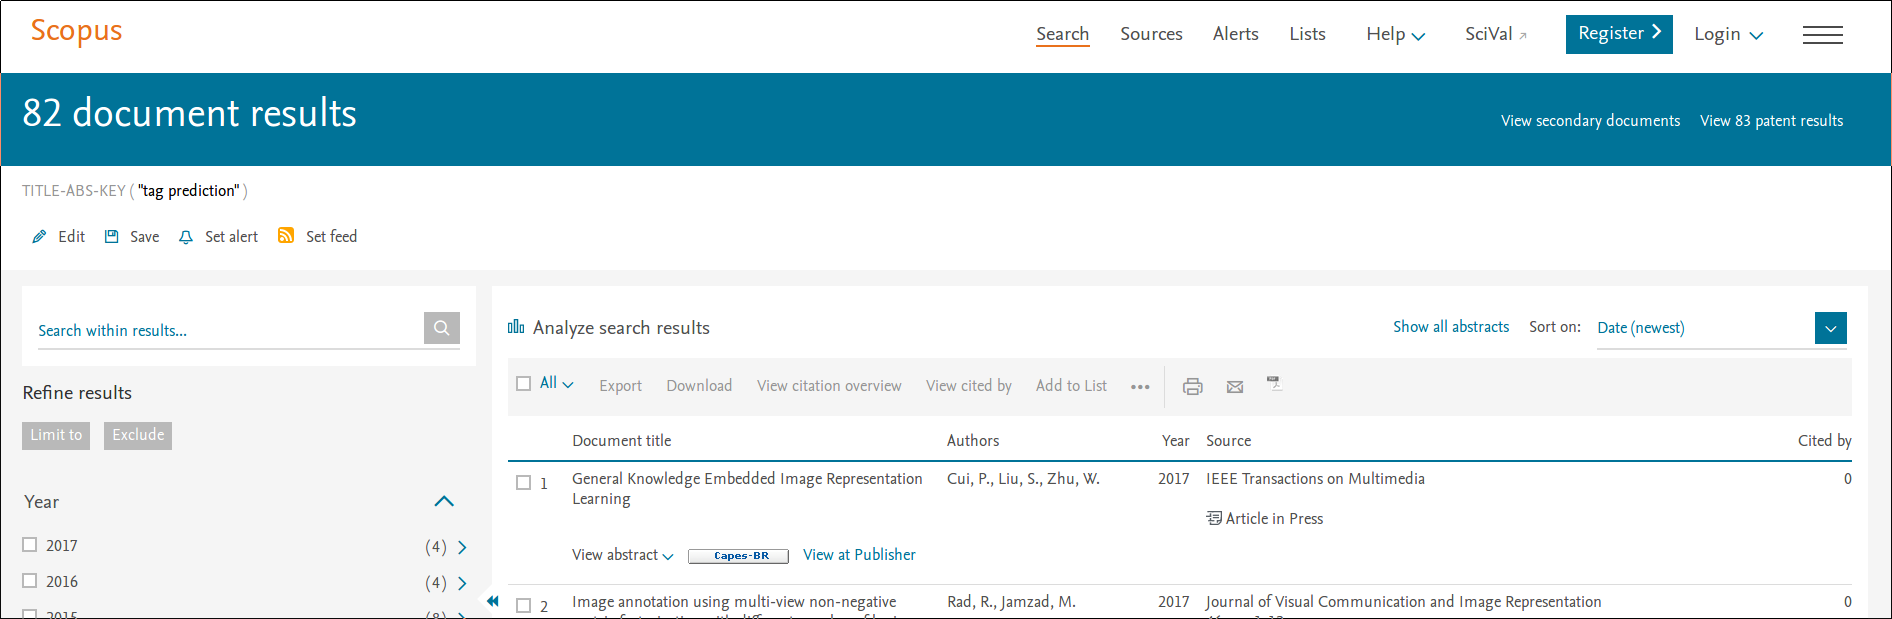 Scopus
Search Sources Alerts Lists Help SciVal Register Login
82 document results
View secondary documents View 83 patent results
TITLE-ABS-KEY ( "tag prediction" )
Edit Save Set alert Set feed
Search within results...
Analyze search results
Show all abstracts Sort on: Date (newest)
Refine results
Limit to Exclude
Year
2017 (4)
2016 (4)
2015 (8)
All Export Download View citation overview View cited by Add to List •••
Document title Authors Year Source Cited by
1 General Knowledge Embedded Image Representation Learning Cui, P., Liu, S., Zhu, W. 2017 IEEE Transactions on Multimedia 0
Article in Press
View abstract Capes-BR View at Publisher
2 Image annotation using multi-view non-negative Rad, R., Jamzad, M. 2017 Journal of Visual Communication and Image Representation 0